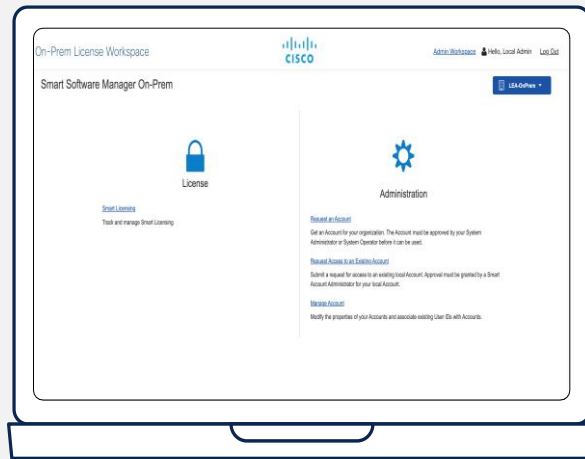 On-Prem License Workspace
CISCO
Admin Workspace Hello, Local Admin Log Out
Smart Software Manager On-Prem
LEA-OnPrem
License
Smart Licensing
Track and manage Smart Licensing
Administration
Request an Account
Get an Account for your organization. The Account must be approved by your System
Administrator or System Operator before it can be used.
Request Access to an Existing Account
Submit a request for access to an existing local Account. Approval must be granted by a Smart
Account Administrator for your local Account.
Manage Account
Modify the properties of your Accounts and associate existing User IDs with Accounts.